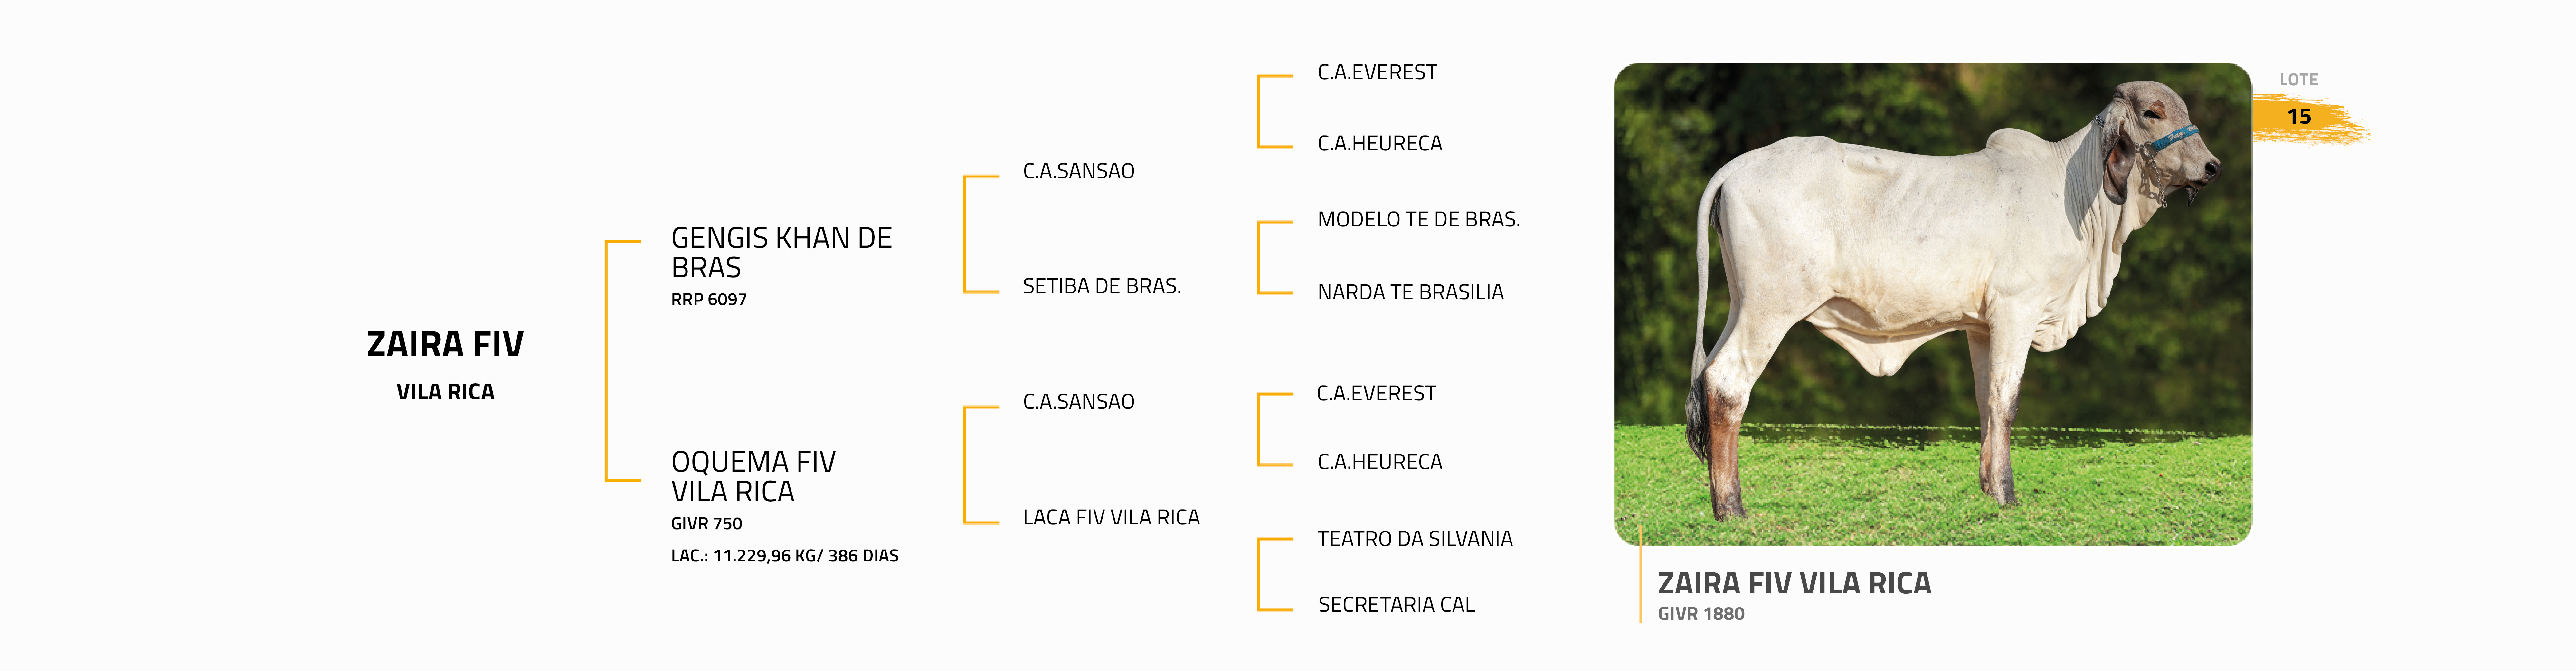 ZAIRA FIV
VILA RICA
GENGIS KHAN DE
BRAS
RRP 6097
OQUEMA FIV
VILA RICA
GIVR 750
LAC.: 11.229,96 KG/ 386 DIAS
C.A.SANSAO
SETIBA DE BRAS.
C.A.SANSAO
LACA FIV VILA RICA
C.A.EVEREST
C.A.HEURECA
MODELO TE DE BRAS.
NARDA TE BRASILIA
C.A.EVEREST
C.A.HEURECA
TEATRO DA SILVANIA
SECRETARIA CAL
LOTE
15
ZAIRA FIV VILA RICA
GIVR 1880